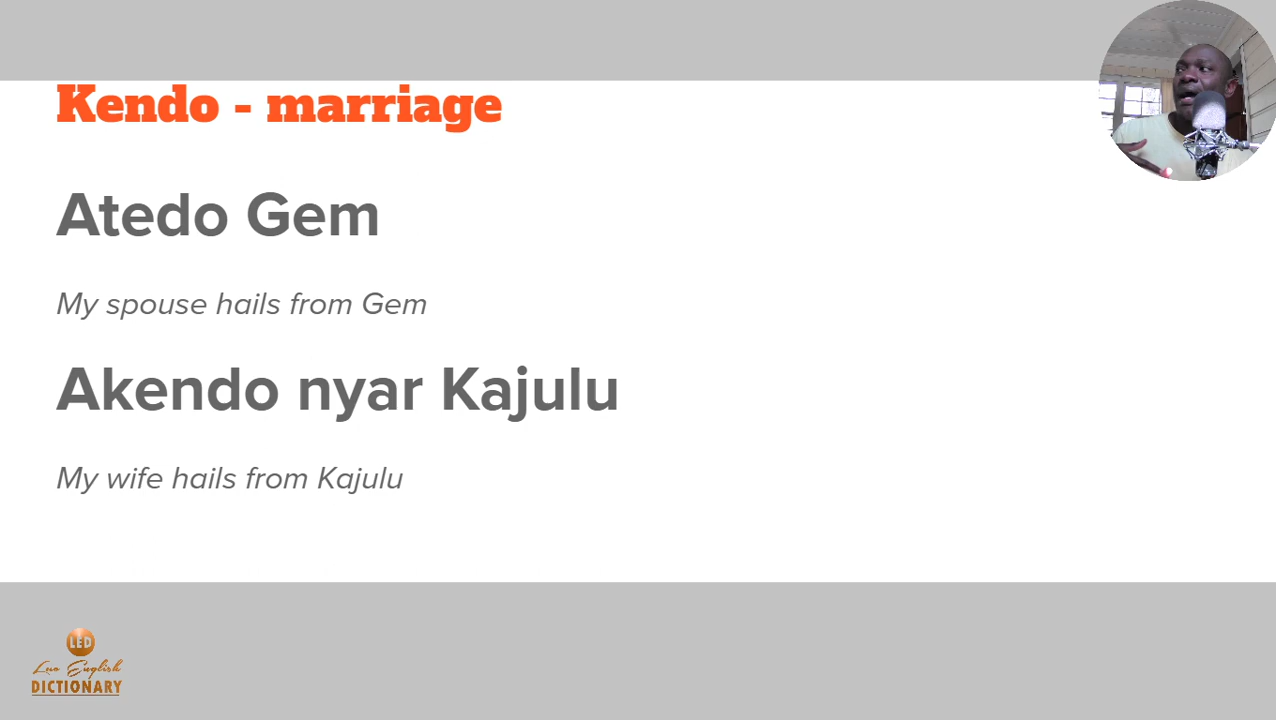 Kendo - marriage
Atedo Gem
My spouse hails from Gem
Akendo nyar Kajulu
My wife hails from Kajulu
LED
Luo English
DICTIONARY